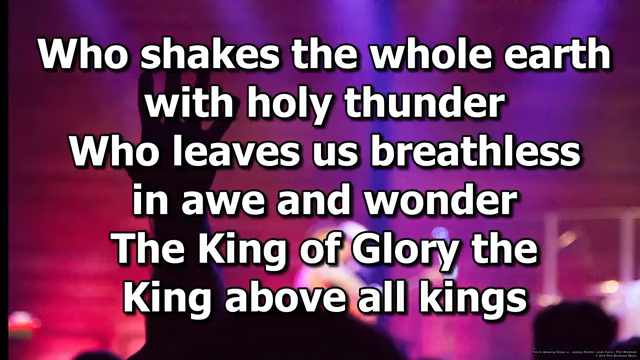 Who shakes the whole earth
with holy thunder
Who leaves us breathless
in awe and wonder
The King of Glory the
King above all kings